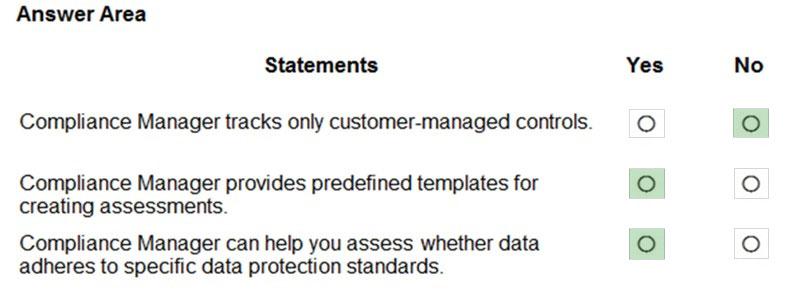 Answer Area
Statements Yes No
Compliance Manager tracks only customer-managed controls.
Compliance Manager provides predefined templates for
creating assessments.
Compliance Manager can help you assess whether data
adheres to specific data protection standards.